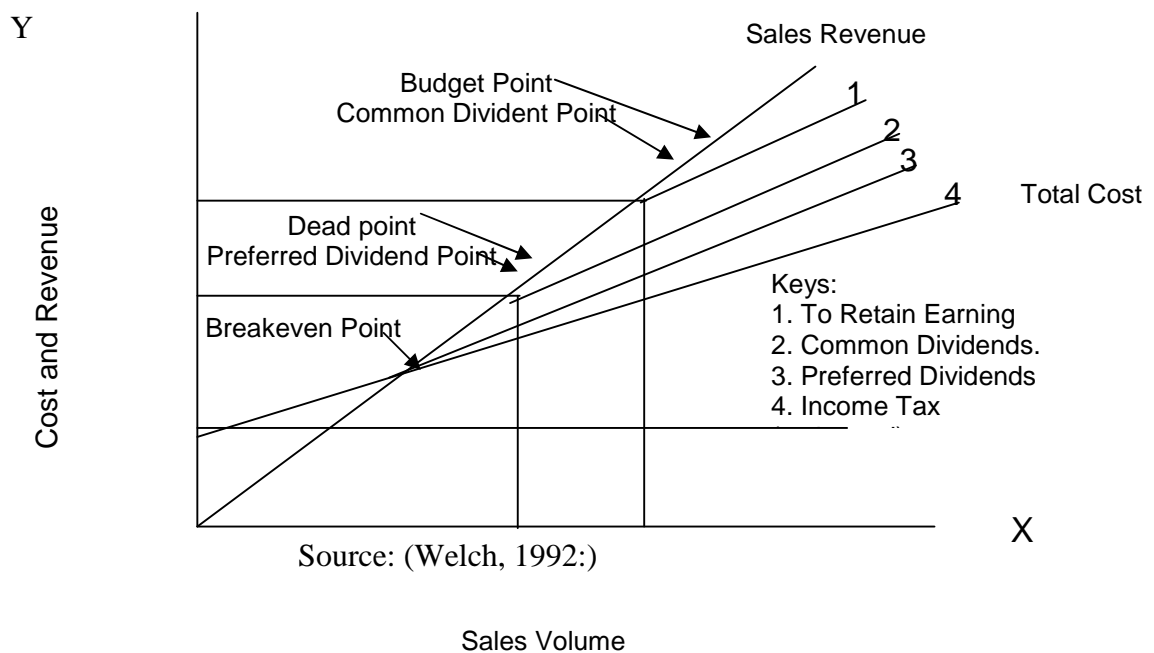 Y
Sales Revenue
Budget Point
Common Divident Point
1
2
3
4
Total Cost
Dead point
Preferred Dividend Point
Breakeven Point
Cost and Revenue
Keys:
1. To Retain Earning
2. Common Dividends.
3. Preferred Dividends
4. Income Tax
X
Source: (Welch, 1992:)
Sales Volume